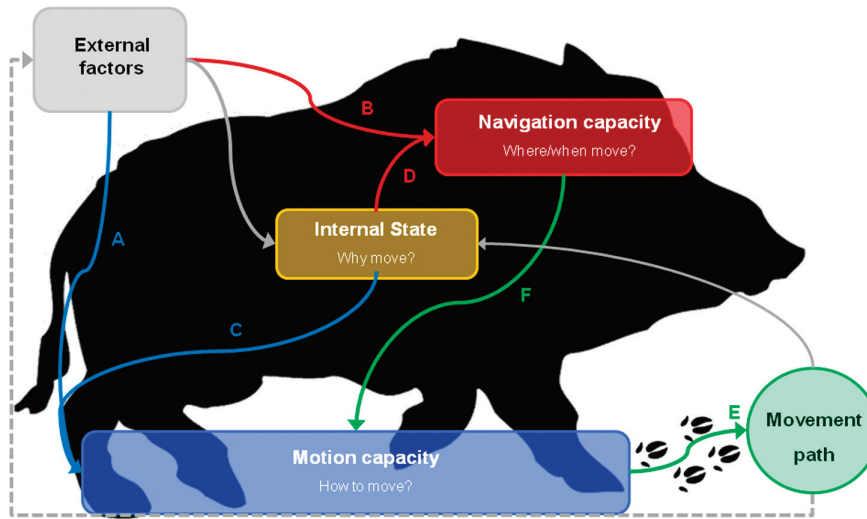 External
factors
B
Navigation capacity
Where/when move?
D
A
Internal State
Why move?
F
C
E
Movement
path
Motion capacity
How to move?